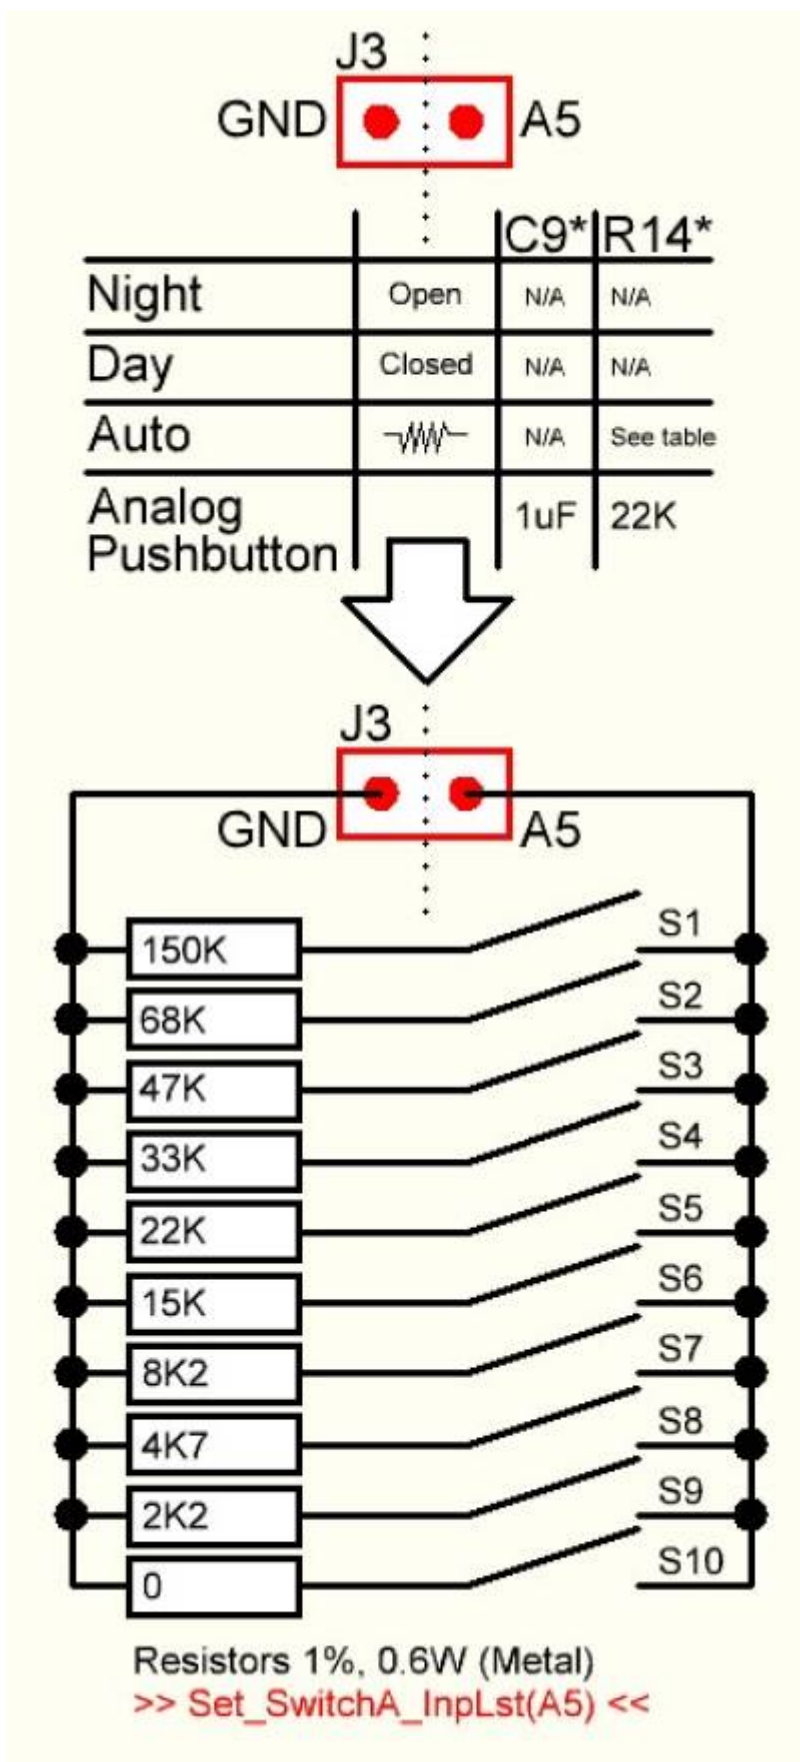 J3
GND A5
C9* R14*
Night Open N/A N/A
Day Closed N/A N/A
Auto N/A See table
Analog
Pushbutton 1uF 22K
J3
GND A5
150K S1
68K S2
47K S3
33K S4
22K S5
15K S6
8K2 S7
4K7 S8
2K2 S9
0 S10
Resistors 1%, 0.6W (Metal)
>> Set_SwitchA_InpLst(A5) <<